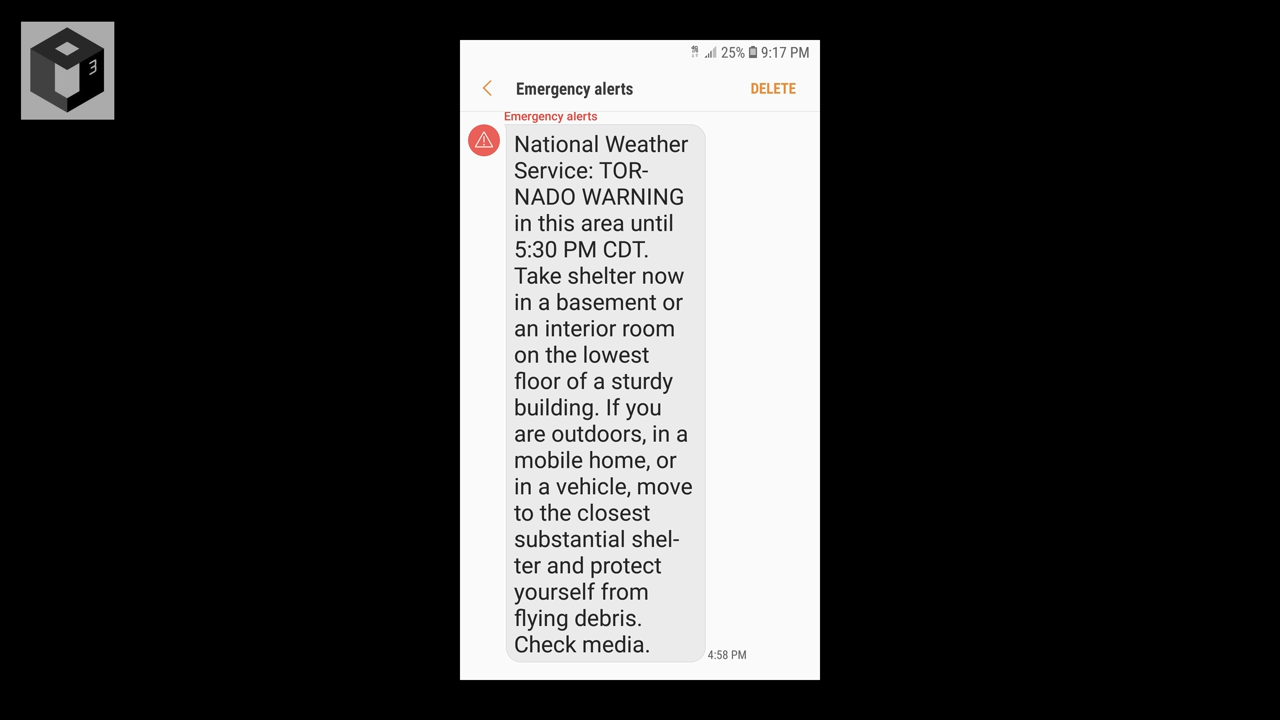 3
25% 9:17 PM
Emergency alerts
DELETE
Emergency alerts
National Weather
Service: TOR-
NADO WARNING
in this area until
5:30 PM CDT.
Take shelter now
in a basement or
an interior room
on the lowest
floor of a sturdy
building. If you
are outdoors, in a
mobile home, or
in a vehicle, move
to the closest
substantial shel-
ter and protect
yourself from
flying debris.
Check media.
4:58 PM